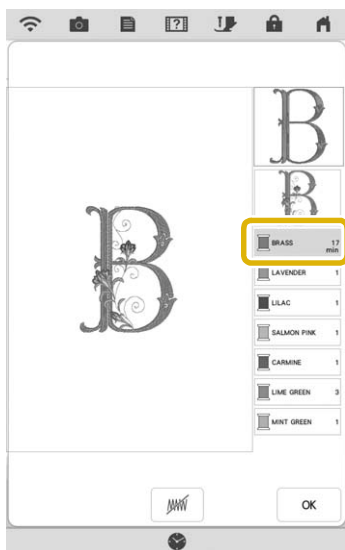 B
B
BRASS 17
min
LAVENDER 1
LILAC 1
SALMON PINK 1
CARMINE 1
LIME GREEN 3
MINT GREEN 1
B
OK